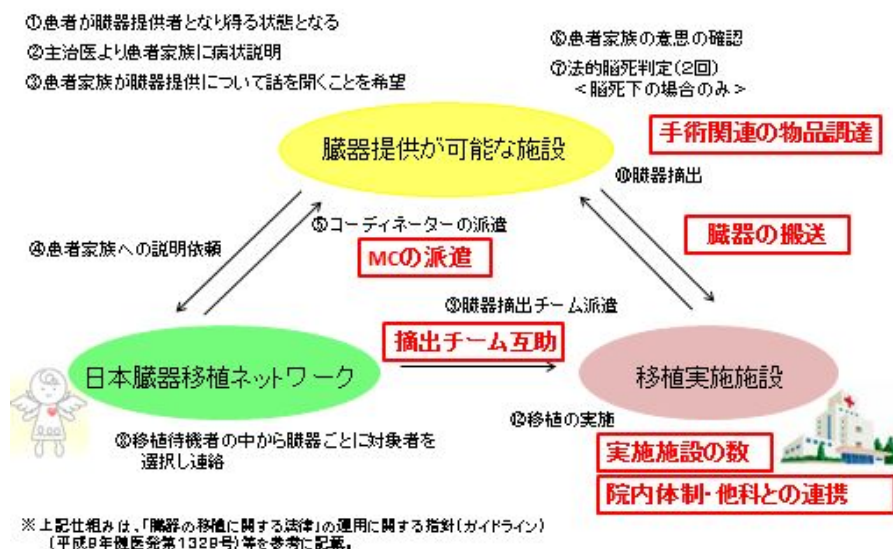 ①患者が臓器提供者となり得る状態となる
②主治医より患者家族に病状説明
③患者家族が臓器提供について話を聞くことを希望
⑥患者家族の意思の確認
⑦法的脳死判定(2回)
<脳死下の場合のみ>
手術関連の物品調達
臓器提供が可能な施設
⑩臓器摘出
⑤コーディネーターの派遣
臓器の搬送
④患者家族への説明依頼
MCの派遣
⑨臓器摘出チーム派遣
摘出チーム互助
日本臓器移植ネットワーク
移植実施施設
⑫移植の実施
⑧移植待機者の中から臓器ごとに対象者を
選択し連絡
実施施設の数
院内体制・他科との連携
※上記仕組みは、「臓器の移植に関する法律」の運用に関する指針(ガイドライン)
(平成9年健医発第1329号)等を参考に記載。